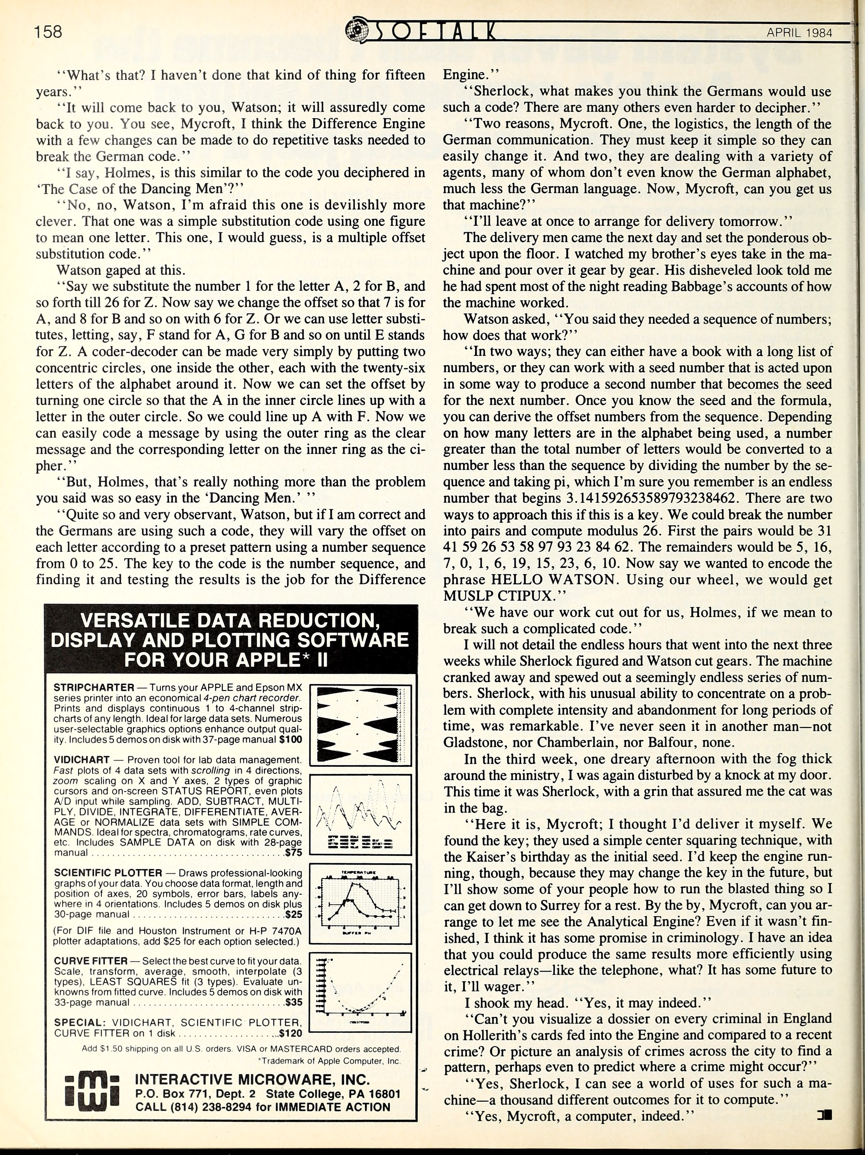 158
SOFTALK
APRIL 1984
“What’s that? I haven’t done that kind of thing for fifteen
years.”
“It will come back to you, Watson; it will assuredly come
back to you. You see, Mycroft, I think the Difference Engine
with a few changes can be made to do repetitive tasks needed to
break the German code.”
“I say, Holmes, is this similar to the code you deciphered in
‘The Case of the Dancing Men’?”
“No, no, Watson, I’m afraid this one is devilishly more
clever. That one was a simple substitution code using one figure
to mean one letter. This one, I would guess, is a multiple offset
substitution code.”
Watson gaped at this.
“Say we substitute the number 1 for the letter A, 2 for B, and
so forth till 26 for Z. Now say we change the offset so that 7 is for
A, and 8 for B and so on with 6 for Z. Or we can use letter substi-
tutes, letting, say, F stand for A, G for B and so on until E stands
for Z. A coder-decoder can be made very simply by putting two
concentric circles, one inside the other, each with the twenty-six
letters of the alphabet around it. Now we can set the offset by
turning one circle so that the A in the inner circle lines up with a
letter in the outer circle. So we could line up A with F. Now we
can easily code a message by using the outer ring as the clear
message and the corresponding letter on the inner ring as the ci-
pher.”
“But, Holmes, that’s really nothing more than the problem
you said was so easy in the ‘Dancing Men.’ ”
“Quite so and very observant, Watson, but if I am correct and
the Germans are using such a code, they will vary the offset on
each letter according to a preset pattern using a number sequence
from 0 to 25. The key to the code is the number sequence, and
finding it and testing the results is the job for the Difference
Engine.”
“Sherlock, what makes you think the Germans would use
such a code? There are many others even harder to decipher.”
“Two reasons, Mycroft. One, the logistics, the length of the
German communication. They must keep it simple so they can
easily change it. And two, they are dealing with a variety of
agents, many of whom don’t even know the German alphabet,
much less the German language. Now, Mycroft, can you get us
that machine?”
“I’ll leave at once to arrange for delivery tomorrow.”
The delivery men came the next day and set the ponderous ob-
ject upon the floor. I watched my brother’s eyes take in the ma-
chine and pour over it gear by gear. His disheveled look told me
he had spent most of the night reading Babbage’s accounts of how
the machine worked.
Watson asked, “You said they needed a sequence of numbers;
how does that work?”
“In two ways; they can either have a book with a long list of
numbers, or they can work with a seed number that is acted upon
in some way to produce a second number that becomes the seed
for the next number. Once you know the seed and the formula,
you can derive the offset numbers from the sequence. Depending
on how many letters are in the alphabet being used, a number
greater than the total number of letters would be converted to a
number less than the sequence by dividing the number by the se-
quence and taking pi, which I’m sure you remember is an endless
number that begins 3.141592653589793238462. There are two
ways to approach this if this is a key. We could break the number
into pairs and compute modulus 26. First the pairs would be 31
41 59 26 53 58 97 93 23 84 62. The remainders would be 5, 16,
7, 0, 1, 6, 19, 15, 23, 6, 10. Now say we wanted to encode the
phrase HELLO WATSON. Using our wheel, we would get
MUSLP CTIPUX.”
“We have our work cut out for us, Holmes, if we mean to
break such a complicated code.”
I will not detail the endless hours that went into the next three
weeks while Sherlock figured and Watson cut gears. The machine
cranked away and spewed out a seemingly endless series of num-
bers. Sherlock, with his unusual ability to concentrate on a prob-
lem with complete intensity and abandonment for long periods of
time, was remarkable. I’ve never seen it in another man—not
Gladstone, nor Chamberlain, nor Balfour, none.
In the third week, one dreary afternoon with the fog thick
around the ministry, I was again disturbed by a knock at my door.
This time it was Sherlock, with a grin that assured me the cat was
in the bag.
“Here it is, Mycroft; I thought I’d deliver it myself. We
found the key; they used a simple center squaring technique, with
the Kaiser’s birthday as the initial seed. I’d keep the engine run-
ning, though, because they may change the key in the future, but
I’ll show some of your people how to run the blasted thing so I
can get down to Surrey for a rest. By the by, Mycroft, can you ar-
range to let me see the Analytical Engine? Even if it wasn’t fin-
ished, I think it has some promise in criminology. I have an idea
that you could produce the same results more efficiently using
electrical relays—like the telephone, what? It has some future to
it, I’ll wager.”
I shook my head. “Yes, it may indeed.”
“Can’t you visualize a dossier on every criminal in England
on Hollerith’s cards fed into the Engine and compared to a recent
crime? Or picture an analysis of crimes across the city to find a
pattern, perhaps even to predict where a crime might occur?”
“Yes, Sherlock, I can see a world of uses for such a ma-
chine—a thousand different outcomes for it to compute.”
“Yes, Mycroft, a computer, indeed.”
VERSATILE DATA REDUCTION,
DISPLAY AND PLOTTING SOFTWARE
FOR YOUR APPLE* II
STRIPCHARTER — Turns your APPLE and Epson MX
series printer into an economical 4-pen chart recorder.
Prints and displays continuous 1 to 4-channel strip-
charts of any length. Ideal for large data sets. Numerous
user-selectable graphics options enhance output qual-
ity. Includes 5 demos on disk with 37-page manual $100
VIDICHART — Proven tool for lab data management.
Fast plots of 4 data sets with scrolling in 4 directions,
zoom scaling on X and Y axes, 2 types of graphic
cursors and on-screen STATUS REPORT, even plots
A/D input while sampling. ADD, SUBTRACT, MULTI-
PLY, DIVIDE, INTEGRATE, DIFFERENTIATE, AVER-
AGE or NORMALIZE data sets with SIMPLE COM-
MANDS. Ideal for spectra, chromatograms, rate curves,
etc. Includes SAMPLE DATA on disk with 28-page
manual ..............................$75
SCIENTIFIC PLOTTER — Draws professional-looking
graphs of your data. You choose data format, length and
position of axes, 20 symbols, error bars, labels any-
where in 4 orientations. Includes 5 demos on disk plus
30-page manual ........................$25
(For DIF file and Houston Instrument or H-P 7470A
plotter adaptations, add $25 for each option selected.)
TEMPERATURE
BUFFER PH
CURVE FITTER — Select the best curve to fit your data.
Scale, transform, average, smooth, interpolate (3
types), LEAST SQUARES fit (3 types). Evaluate un-
knowns from fitted curve. Includes 5 demos on disk with
33-page manual ........................$35
SPECIAL: VIDICHART, SCIENTIFIC PLOTTER,
CURVE FITTER on 1 disk ..................$120
Add $1.50 shipping on all U.S. orders. VISA or MASTERCARD orders accepted.
*Trademark of Apple Computer, Inc.
INTERACTIVE MICROWARE, INC.
P.O. Box 771, Dept. 2 State College, PA 16801
CALL (814) 238-8294 for IMMEDIATE ACTION